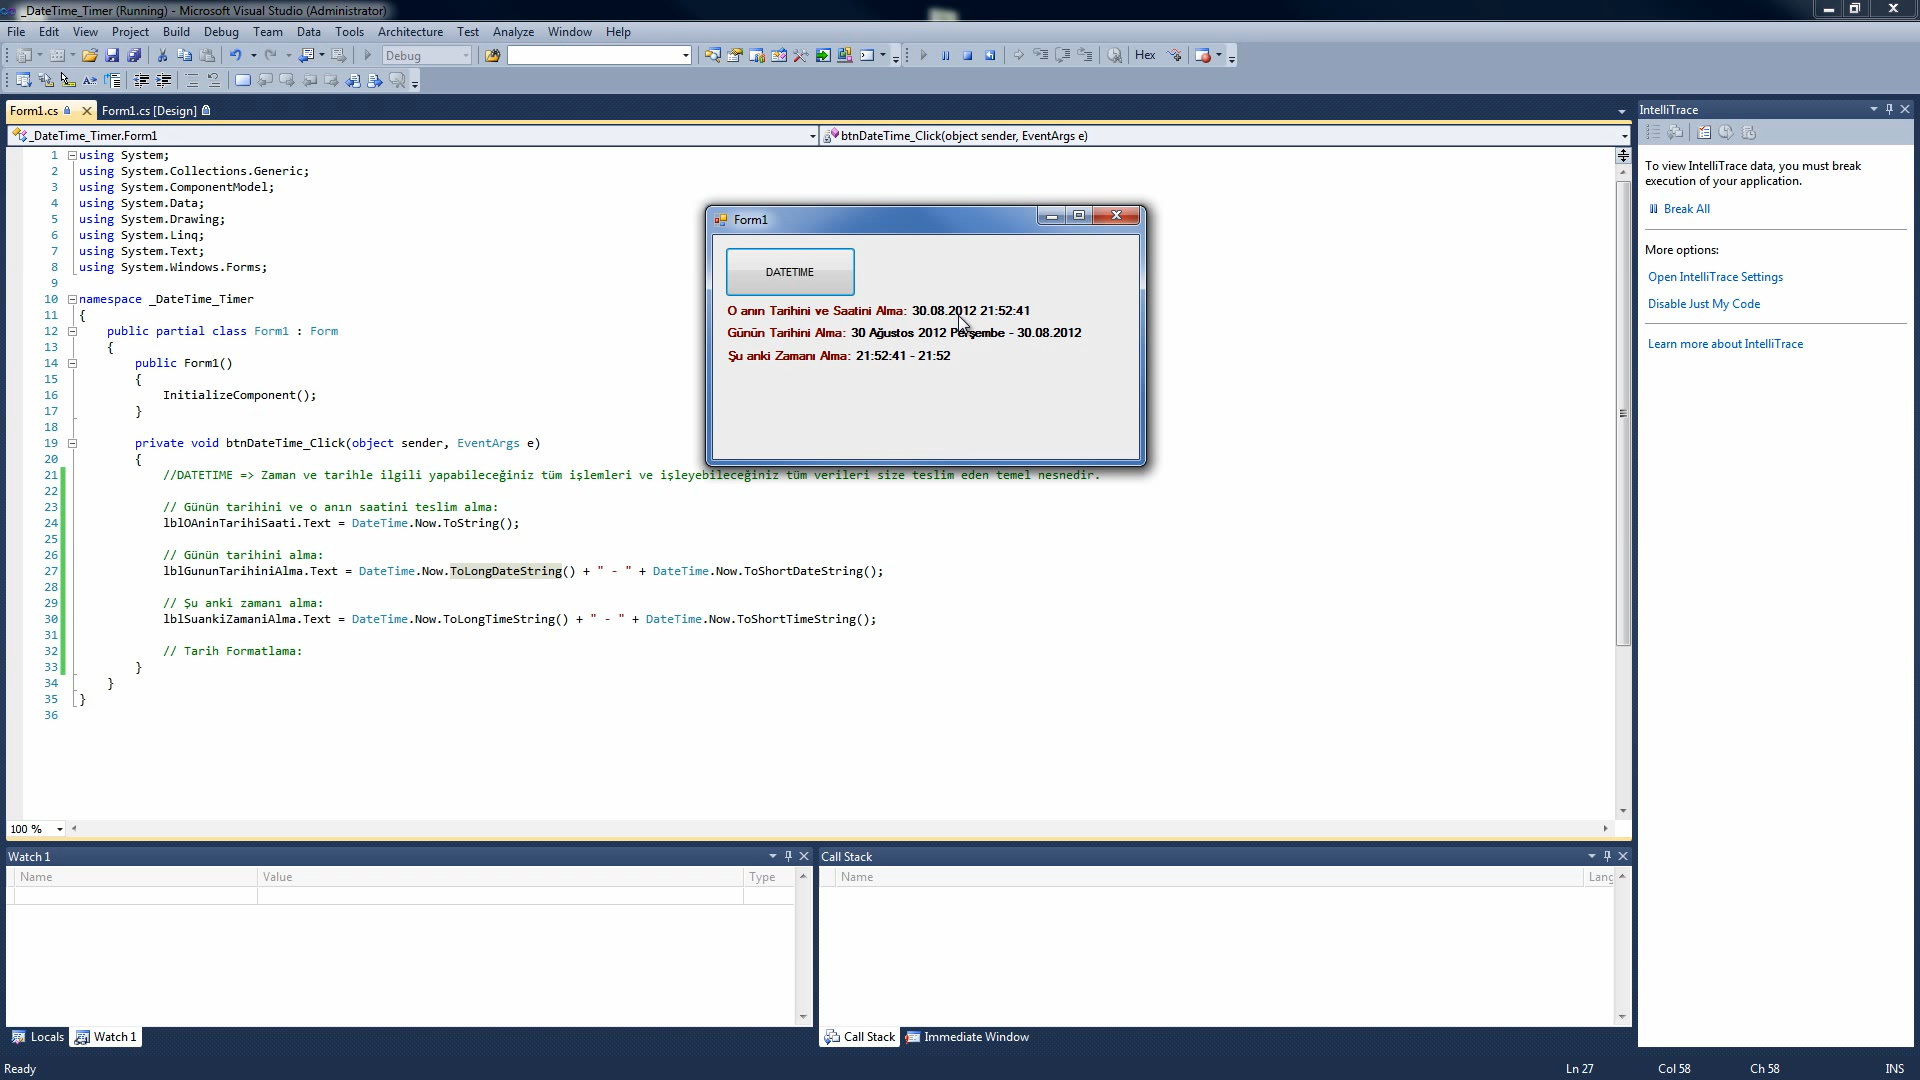 _DateTime_Timer (Running) - Microsoft Visual Studio (Administrator)
File Edit View Project Build Debug Team Data Tools Architecture Test Analyze Window Help
Debug Hex
Form1.cs Form1.cs [Design]
_DateTime_Timer.Form1 btnDateTime_Click(object sender, EventArgs e)
1 using System;
2 using System.Collections.Generic;
3 using System.ComponentModel;
4 using System.Data;
5 using System.Drawing;
6 using System.Linq;
7 using System.Text;
8 using System.Windows.Forms;
9
10 namespace _DateTime_Timer
11 {
12 public partial class Form1 : Form
13 {
14 public Form1()
15 {
16 InitializeComponent();
17 }
18
19 private void btnDateTime_Click(object sender, EventArgs e)
20 {
21 //DATETIME => Zaman ve tarihle ilgili yapabileceğiniz tüm işlemleri ve işleyebileceğiniz tüm verileri size teslim eden temel nesnedir.
22
23 // Günün tarihini ve o anın saatini teslim alma:
24 lblOAninTarihiSaati.Text = DateTime.Now.ToString();
25
26 // Günün tarihini alma:
27 lblGununTarihiniAlma.Text = DateTime.Now.ToLongDateString() + " - " + DateTime.Now.ToShortDateString();
28
29 // Şu anki zamanı alma:
30 lblSuankiZamaniAlma.Text = DateTime.Now.ToLongTimeString() + " - " + DateTime.Now.ToShortTimeString();
31
32 // Tarih Formatlama:
33 }
34 }
35 }
36
Form1
DATETIME
O anın Tarihini ve Saatini Alma: 30.08.2012 21:52:41
Günün Tarihini Alma: 30 Ağustos 2012 Perşembe - 30.08.2012
Şu anki Zamanı Alma: 21:52:41 - 21:52
IntelliTrace
To view IntelliTrace data, you must break
execution of your application.
Break All
More options:
Open IntelliTrace Settings
Disable Just My Code
Learn more about IntelliTrace
100 %
Watch 1
Name Value Type
Call Stack
Name Lang
Locals Watch 1
Call Stack Immediate Window
Ready Ln 27 Col 58 Ch 58 INS